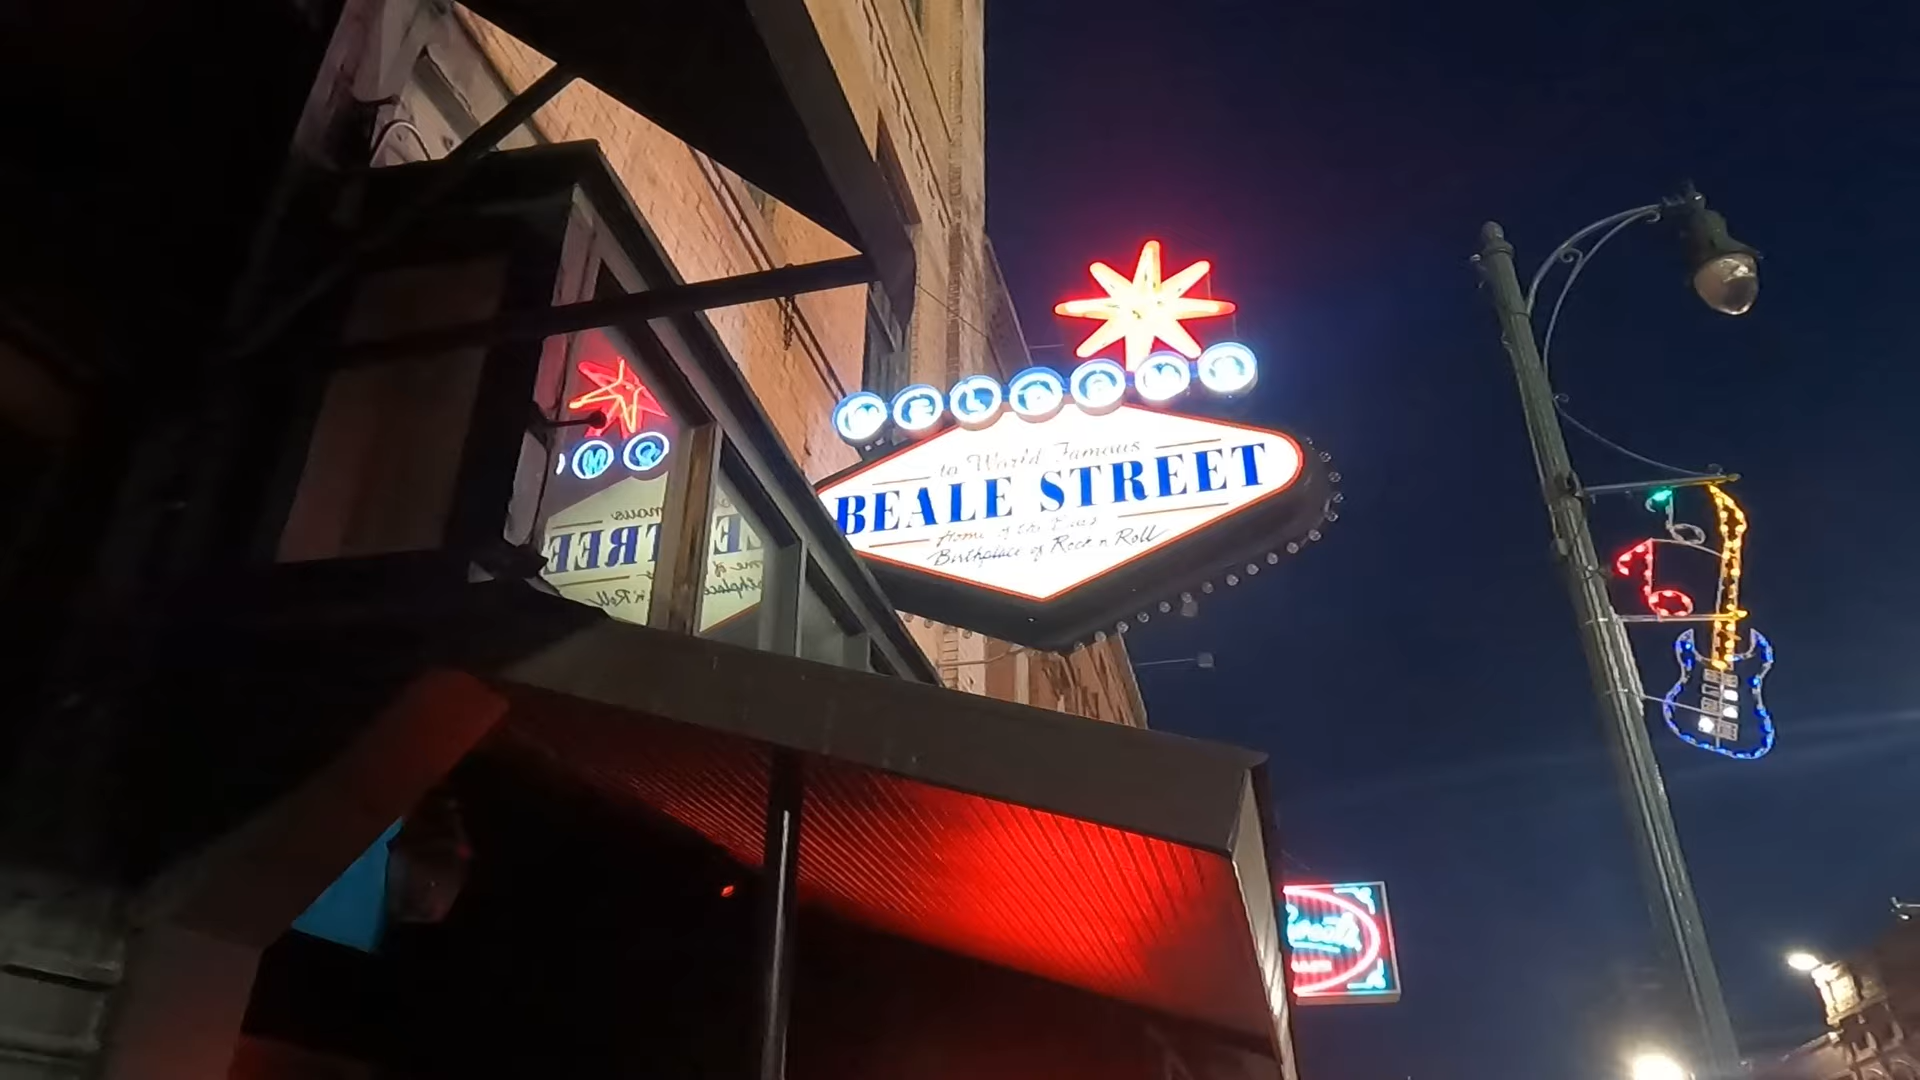 WELCOME
to World Famous
BEALE STREET
Home of the Blues
Birthplace of Rock n Roll